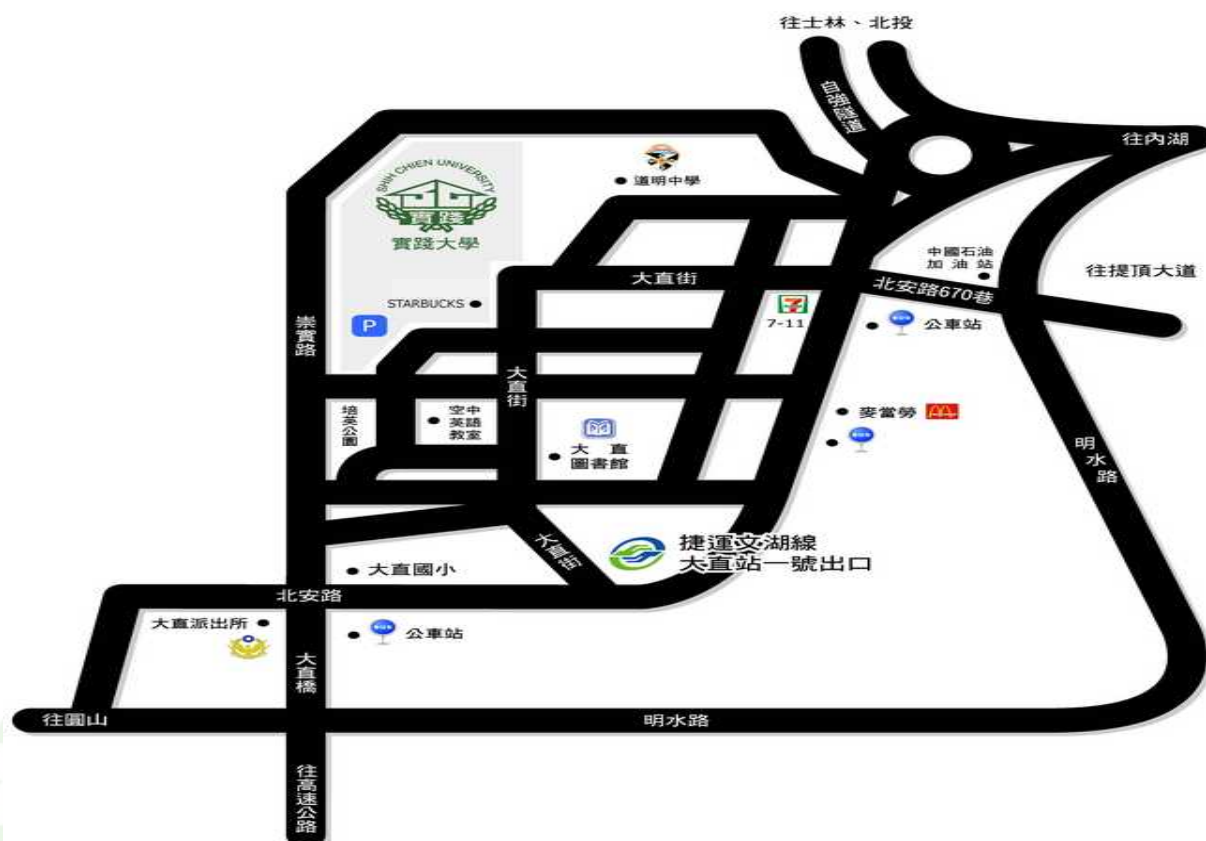 往士林、北投
自強隧道
往內湖
SHIH CHIEN UNIVERSITY
實踐
實踐大學
道明中學
中國石油
加油站
往提頂大道
大直街
北安路670巷
STARBUCKS
P
7-11
公車站
崇實路
大直街
培英公園
空中
英語
教室
大直
圖書館
麥當勞
明水路
捷運文湖線
大直站一號出口
大直街
大直國小
北安路
大直派出所
公車站
大直橋
往圓山
明水路
往高速公路